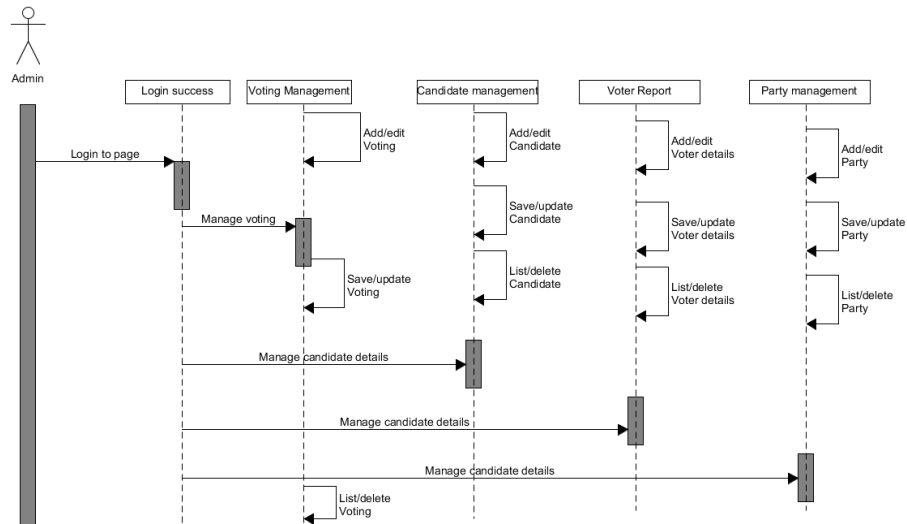 Admin
Login success
Voting Management
Candidate management
Voter Report
Party management
Add/edit
Voting
Add/edit
Candidate
Add/edit
Voter details
Add/edit
Party
Login to page
Save/update
Candidate
Manage voting
Save/update
Voter details
Save/update
Party
Save/update
Voting
List/delete
Candidate
List/delete
Voter details
List/delete
Party
Manage candidate details
Manage candidate details
Manage candidate details
List/delete
Voting